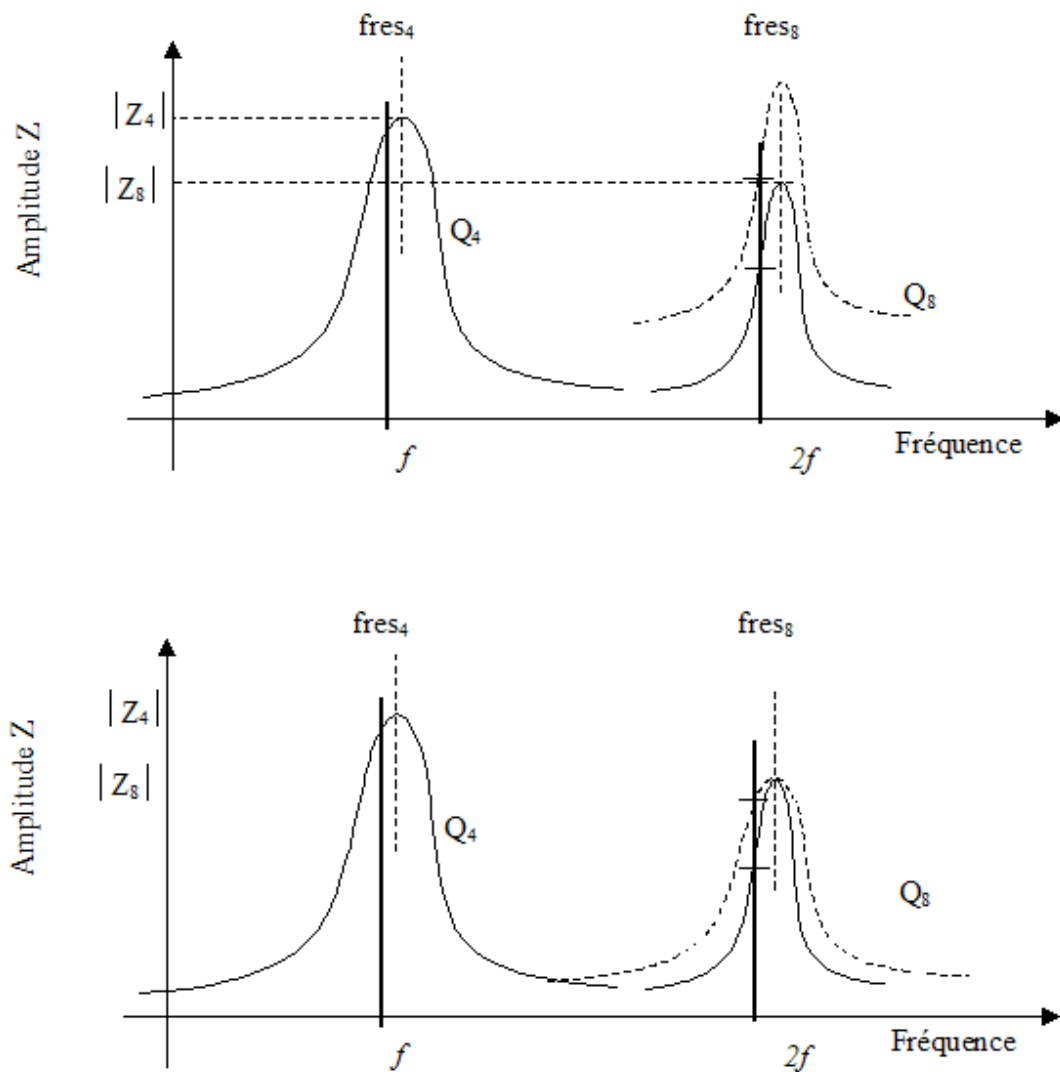 fres₄ fres₈
|Z₄|
|Z₈|
Amplitude Z
Q₄
Q₈
f 2f Fréquence
fres₄ fres₈
|Z₄|
|Z₈|
Amplitude Z
Q₄
Q₈
f 2f Fréquence